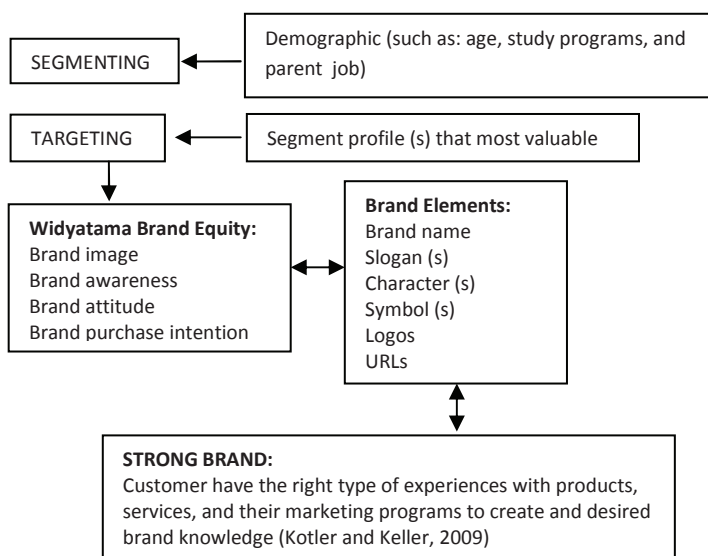 Demographic (such as: age, study programs, and
parent job)
SEGMENTING
TARGETING
Segment profile (s) that most valuable
Widyatama Brand Equity:
Brand image
Brand awareness
Brand attitude
Brand purchase intention
Brand Elements:
Brand name
Slogan (s)
Character (s)
Symbol (s)
Logos
URLs
STRONG BRAND:
Customer have the right type of experiences with products,
services, and their marketing programs to create and desired
brand knowledge (Kotler and Keller, 2009)